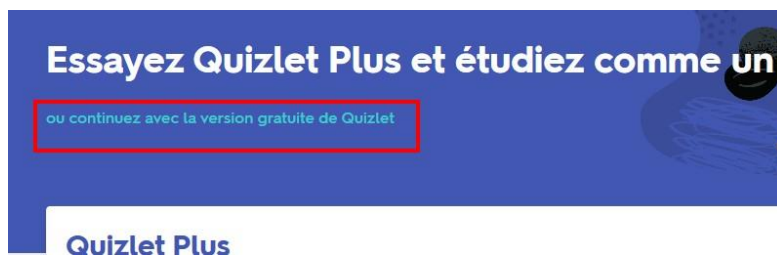 Essayez Quizlet Plus et étudiez comme un
ou continuez avec la version gratuite de Quizlet
Quizlet Plus